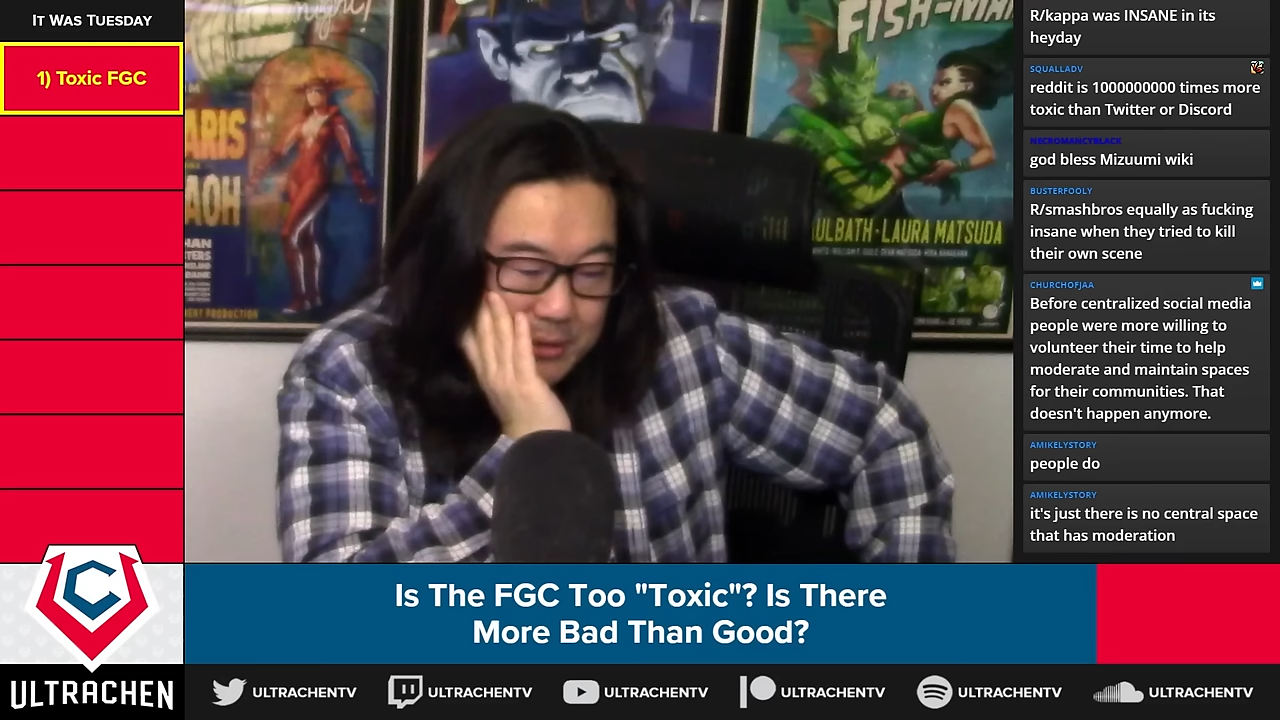 It Was Tuesday
1) Toxic FGC
ARIS
AOH
FISH-MA
ULBATH · LAURA MATSUDA
R/kappa was INSANE in its
heyday
SQUALLADV
reddit is 1000000000 times more
toxic than Twitter or Discord
NECROMANCYBLACK
god bless Mizuumi wiki
BUSTERFOOLY
R/smashbros equally as fucking
insane when they tried to kill
their own scene
CHURCHOFJAA
Before centralized social media
people were more willing to
volunteer their time to help
moderate and maintain spaces
for their communities. That
doesn't happen anymore.
AMIKELYSTORY
people do
AMIKELYSTORY
it's just there is no central space
that has moderation
Is The FGC Too "Toxic"? Is There
More Bad Than Good?
ULTRACHEN
ULTRACHENTV
ULTRACHENTV
ULTRACHENTV
ULTRACHENTV
ULTRACHENTV
ULTRACHENTV